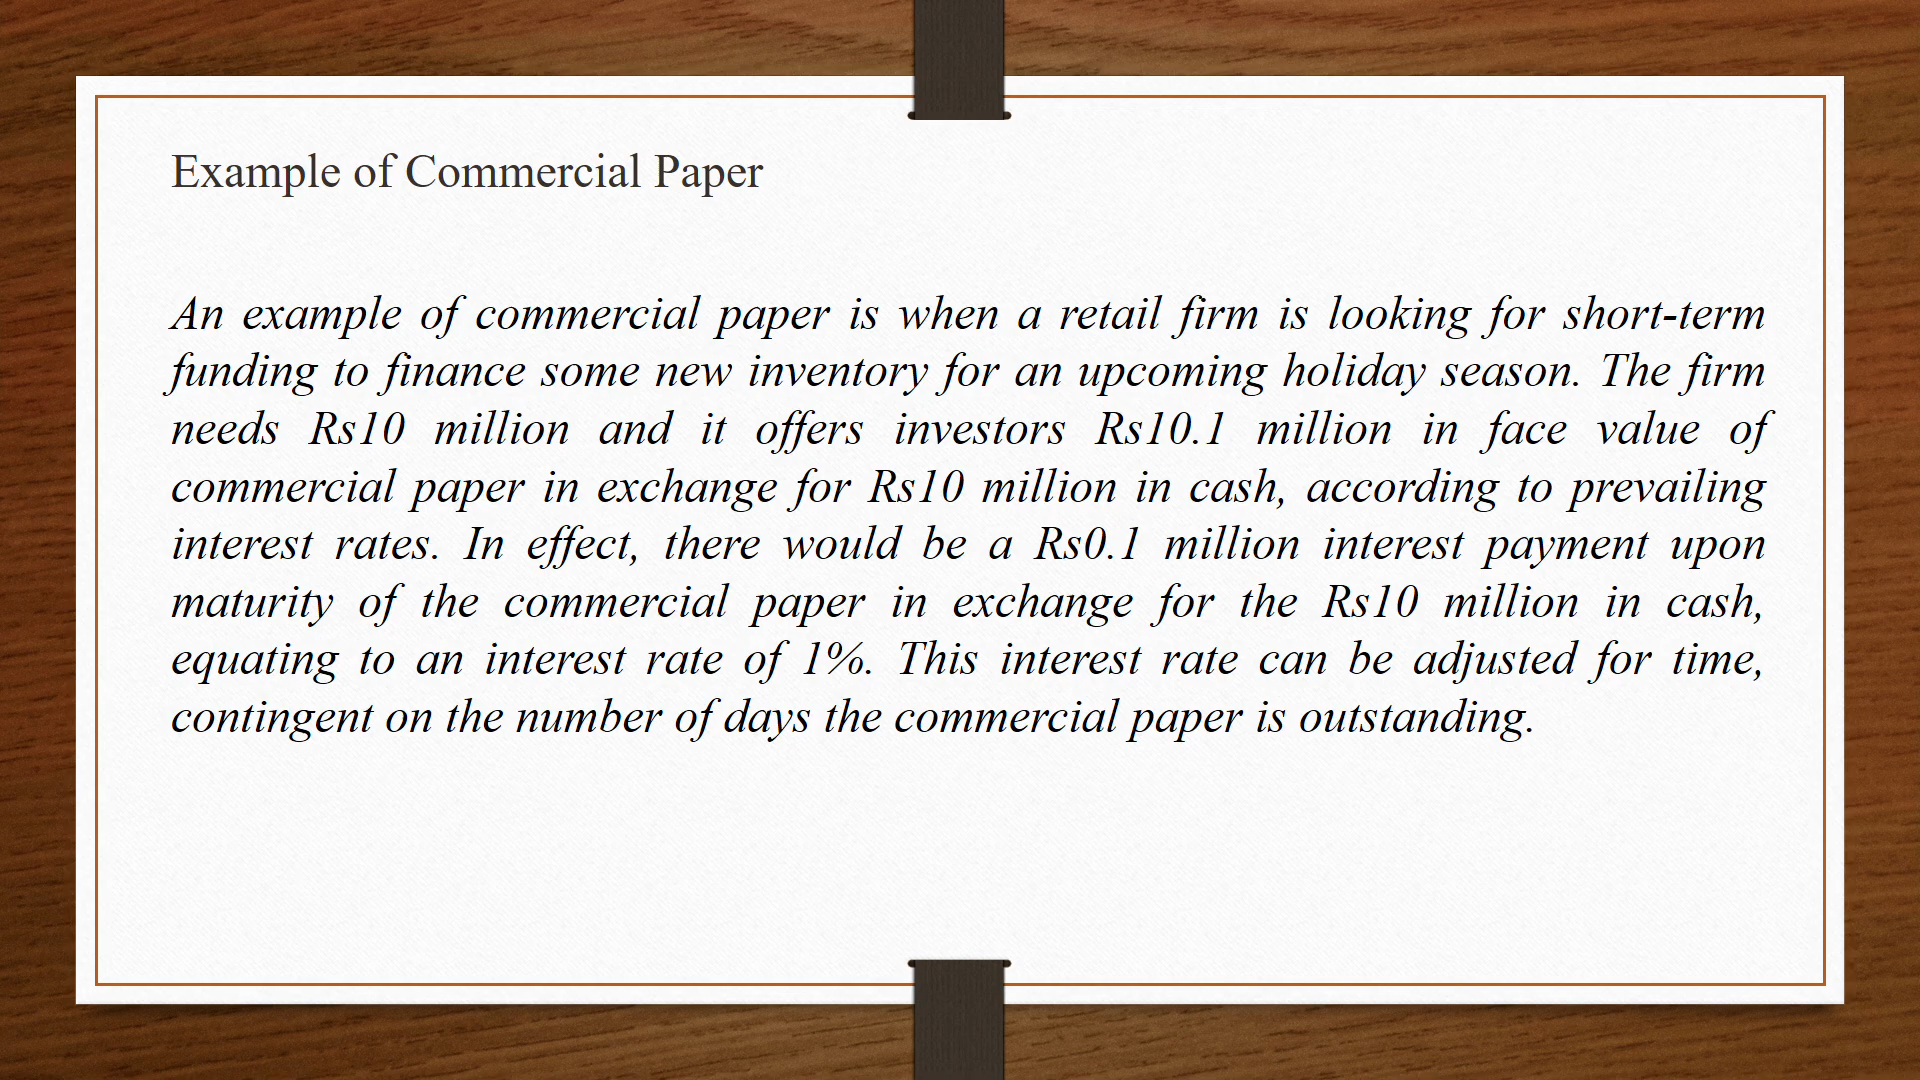 Example of Commercial Paper
An example of commercial paper is when a retail firm is looking for short-term
funding to finance some new inventory for an upcoming holiday season. The firm
needs Rs10 million and it offers investors Rs10.1 million in face value of
commercial paper in exchange for Rs10 million in cash, according to prevailing
interest rates. In effect, there would be a Rs0.1 million interest payment upon
maturity of the commercial paper in exchange for the Rs10 million in cash,
equating to an interest rate of 1%. This interest rate can be adjusted for time,
contingent on the number of days the commercial paper is outstanding.